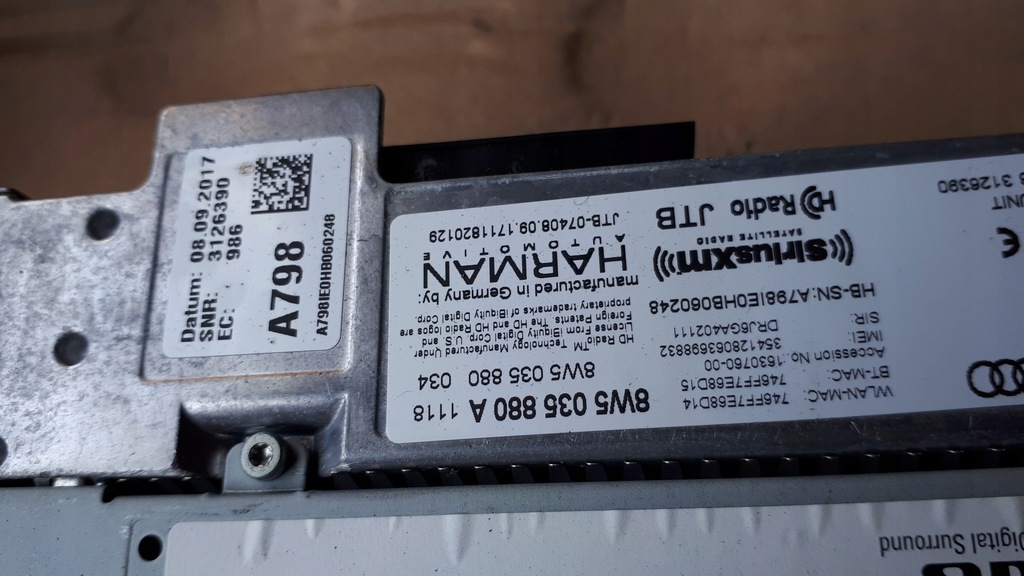 Datum: 08.09.2017
SNR: 3126390
EC: 986
A798
A798IE0HB060248
8W5 035 880 A 1118
8W5 035 880 034
HD Radio ™ Technology Manufactured Under
License From iBiquity Digital Corp. U.S. and
Foreign Patents. The HD and HD Radio logos are
proprietary trademarks of iBiquity Digital Corp.
manufactured in Germany by:
HARMAN
AUTOMOTIVE
JTB-07408.09.1711820129
WLAN-MAC: 746FF7E68D14
BT-MAC: 746FF7E68D15
Accession No.: 1630760-00
IMEI: 354128063698832
SIR: DRJ6GA402111
HB-SN: A798IE0HB060248
SiriusXm
SATELLITE RADIO
HD Radio JTB
CE
UNIT
3126390
Digital Surround